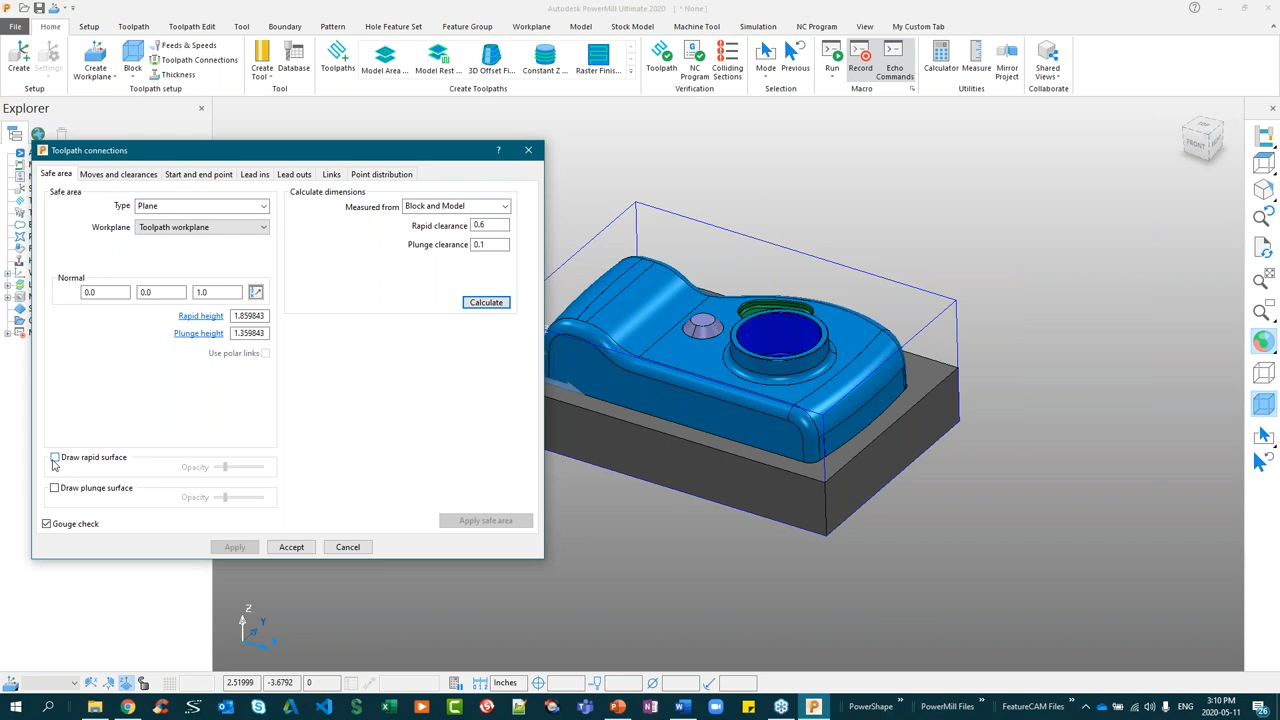 Autodesk PowerMill Ultimate 2020 - [ * None ]
File Home Setup Toolpath Toolpath Edit Tool Boundary Pattern Hole Feature Set Feature Group Workplane Model Stock Model Machine Tool Simulation NC Program View My Custom Tab
Create
Settings
Create Workplane
Block
Feeds & Speeds
Toolpath Connections
Thickness
Create Tool
Database
Toolpaths
Model Area ...
Model Rest ...
3D Offset Fi...
Constant Z ...
Raster Finis...
Toolpath
NC Program
Colliding Sections
Mode
Previous
Run
Record
Echo Commands
Calculator
Measure
Mirror Project
Shared Views
Setup Toolpath setup Tool Create Toolpaths Verification Selection Macro Utilities Collaborate
Explorer
Toolpath connections
Safe area Moves and clearances Start and end point Lead ins Lead outs Links Point distribution
Safe area
Type Plane
Workplane Toolpath workplane
Normal
0.0 0.0 1.0
Rapid height 1.859843
Plunge height 1.359843
Use polar links
Draw rapid surface
Opacity
Draw plunge surface
Opacity
Gouge check
Calculate dimensions
Measured from Block and Model
Rapid clearance 0.6
Plunge clearance 0.1
Calculate
Apply safe area
Apply Accept Cancel
TOP
FRONT
Z
Y
X
2.51999 -3.6792 0 Inches
PowerShape PowerMill Files FeatureCAM Files ENG 3:10 PM
2020-05-11
26